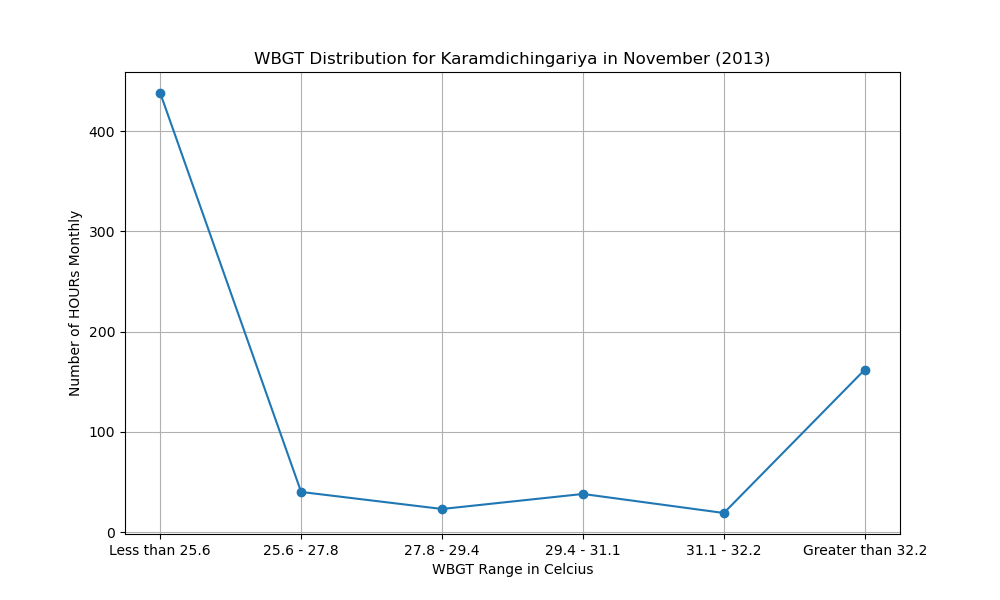 WBGT Distribution for Karamdichingariya in November (2013)
Number of HOURs Monthly
400
300
200
100
0
Less than 25.6
25.6 - 27.8
27.8 - 29.4
29.4 - 31.1
31.1 - 32.2
Greater than 32.2
WBGT Range in Celcius